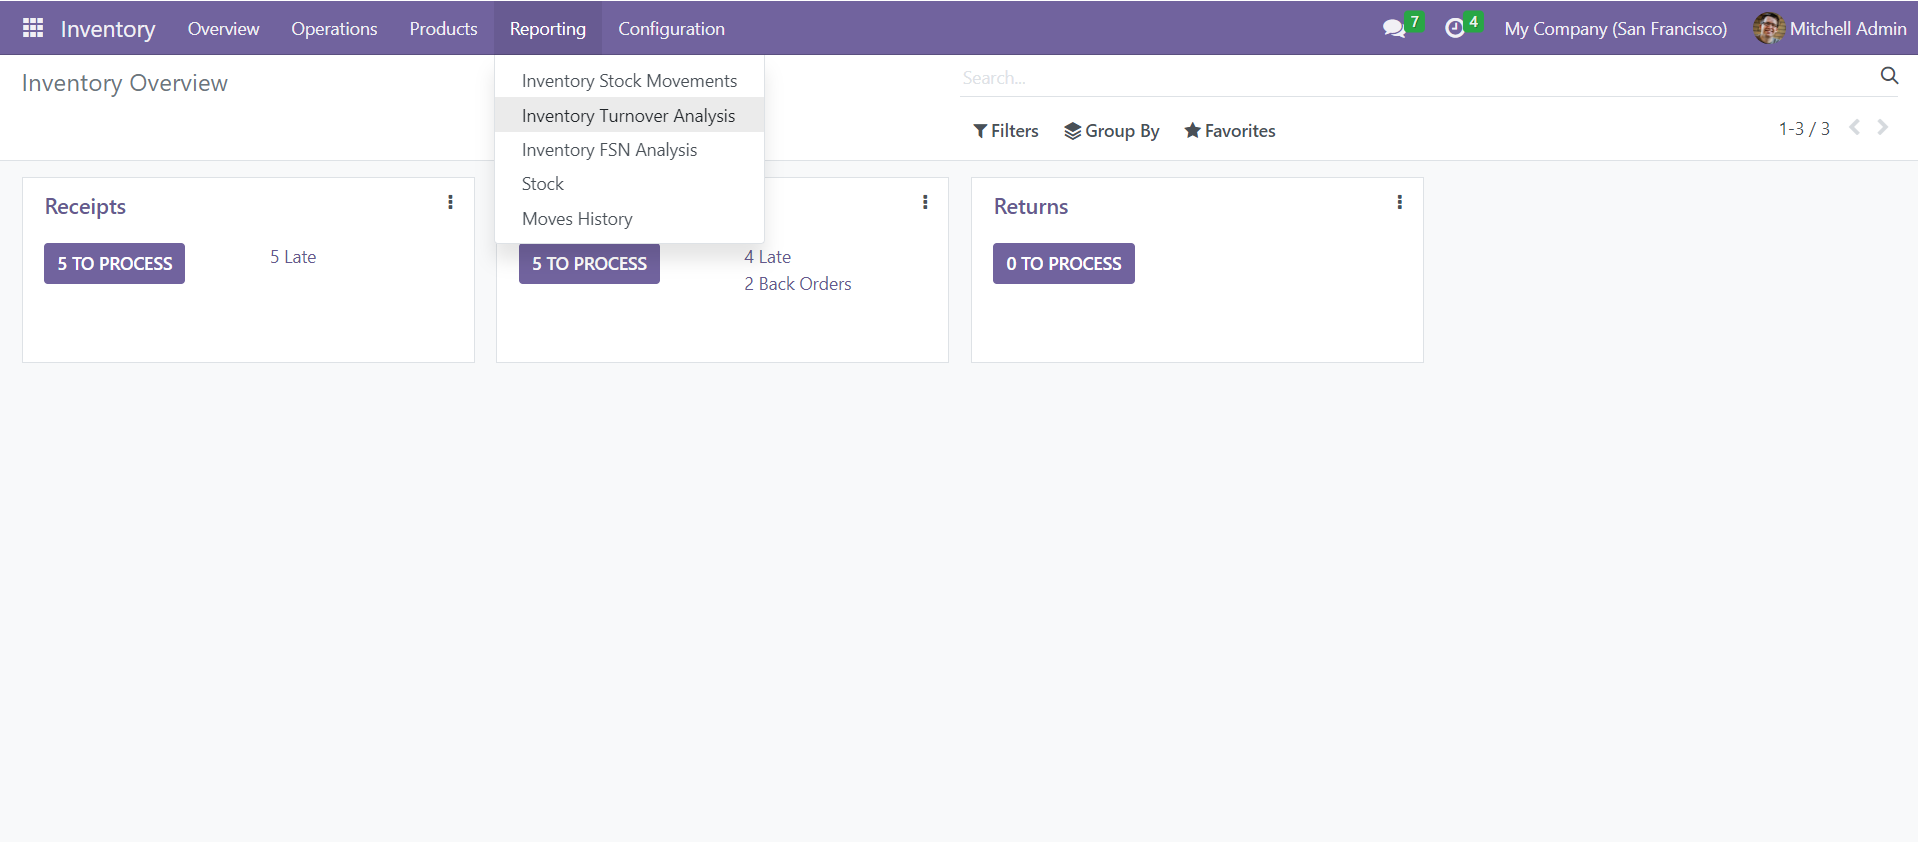 Inventory Overview Operations Products Reporting Configuration 7 4 My Company (San Francisco) Mitchell Admin
Inventory Overview
Search...
Inventory Stock Movements
Inventory Turnover Analysis
Inventory FSN Analysis
Stock
Moves History
Filters Group By Favorites
1-3 / 3
Receipts
5 TO PROCESS
5 Late
5 TO PROCESS
4 Late
2 Back Orders
Returns
0 TO PROCESS